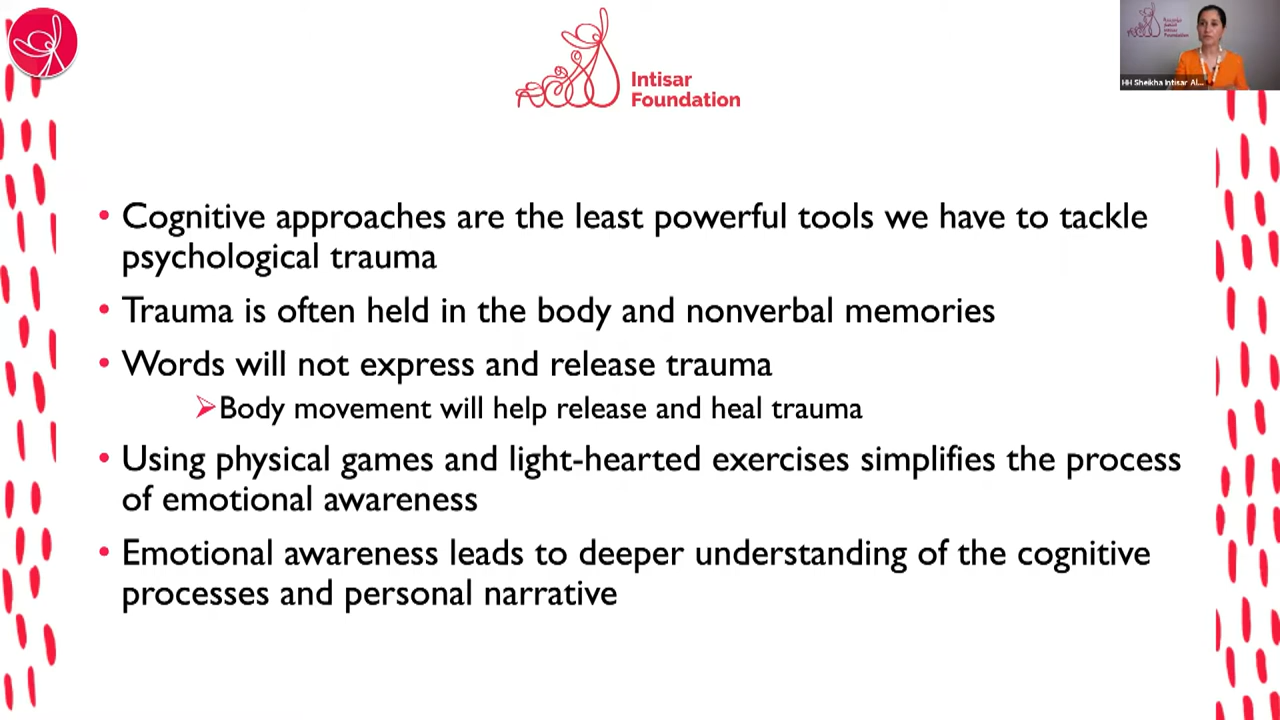 Intisar
Foundation
HH Sheikha Intisar AL...
Intisar
Foundation
• Cognitive approaches are the least powerful tools we have to tackle
psychological trauma
• Trauma is often held in the body and nonverbal memories
• Words will not express and release trauma
➢Body movement will help release and heal trauma
• Using physical games and light-hearted exercises simplifies the process
of emotional awareness
• Emotional awareness leads to deeper understanding of the cognitive
processes and personal narrative